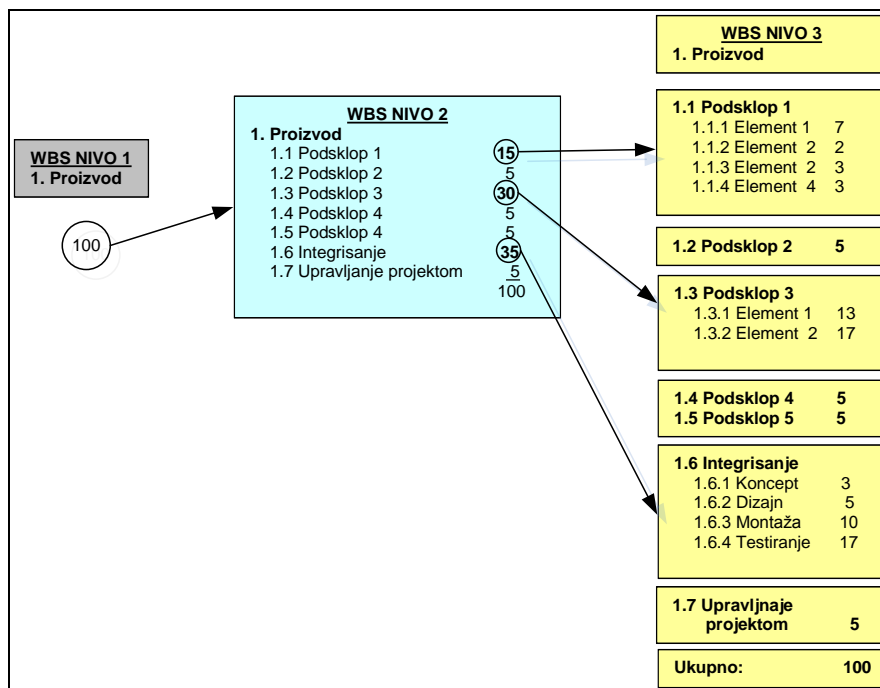 WBS NIVO 1
1. Proizvod
100
WBS NIVO 2
1. Proizvod
1.1 Podsklop 1 15
1.2 Podsklop 2 5
1.3 Podsklop 3 30
1.4 Podsklop 4 5
1.5 Podsklop 4 5
1.6 Integrisanje 35
1.7 Upravljanje projektom 5
100
WBS NIVO 3
1. Proizvod
1.1 Podsklop 1
1.1.1 Element 1 7
1.1.2 Element 2 2
1.1.3 Element 2 3
1.1.4 Element 4 3
1.2 Podsklop 2 5
1.3 Podsklop 3
1.3.1 Element 1 13
1.3.2 Element 2 17
1.4 Podsklop 4 5
1.5 Podsklop 5 5
1.6 Integrisanje
1.6.1 Koncept 3
1.6.2 Dizajn 5
1.6.3 Montaža 10
1.6.4 Testiranje 17
1.7 Upravljnaje
projektom 5
Ukupno: 100